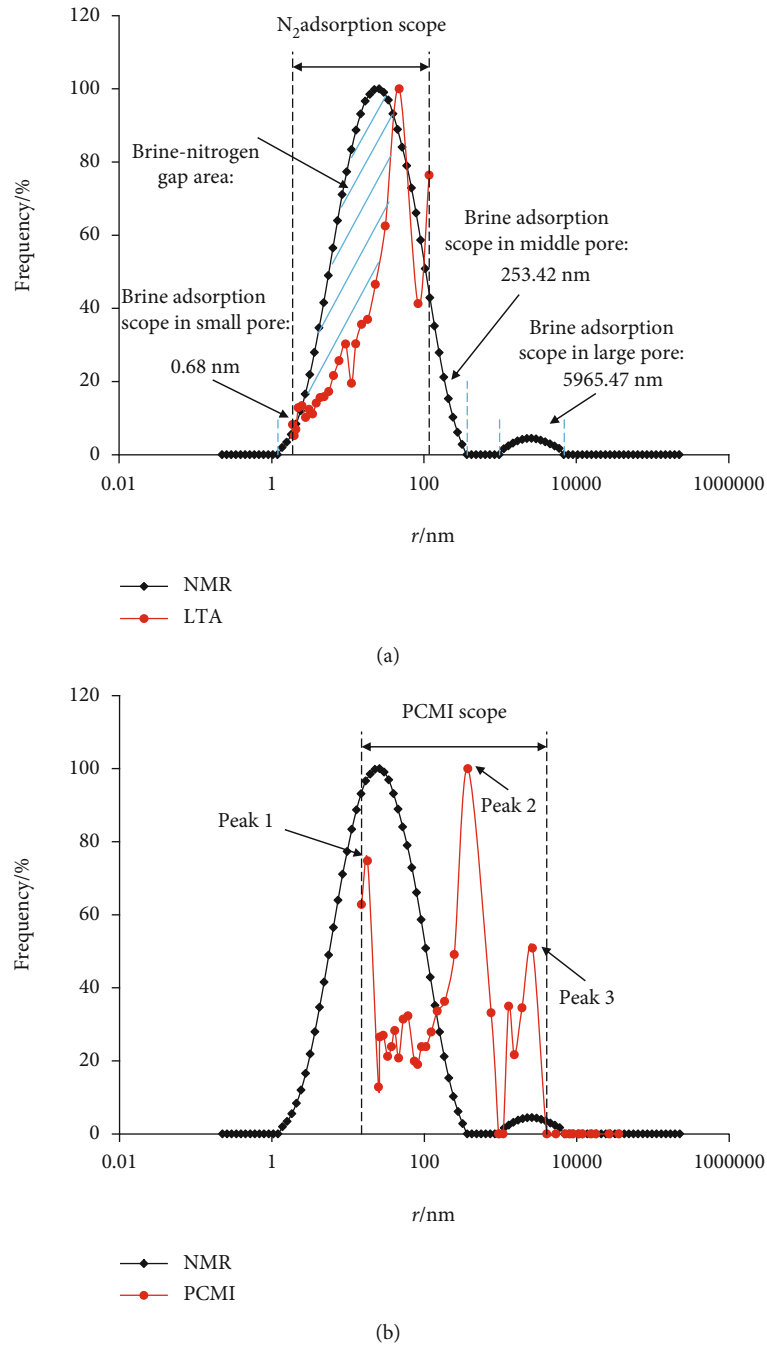 120
N₂adsorption scope
100
Brine-nitrogen
gap area:
80
Brine adsorption
scope in middle pore:
253.42 nm
60
Frequency/%
Brine adsorption
scope in small pore:
0.68 nm
40
Brine adsorption
scope in large pore:
5965.47 nm
20
0
0.01 1 100 10000 1000000
r/nm
NMR
LTA
(a)
120
PCMI scope
100
Peak 1
Peak 2
80
60
Frequency/%
40
Peak 3
20
0
0.01 1 100 10000 1000000
r/nm
NMR
PCMI
(b)